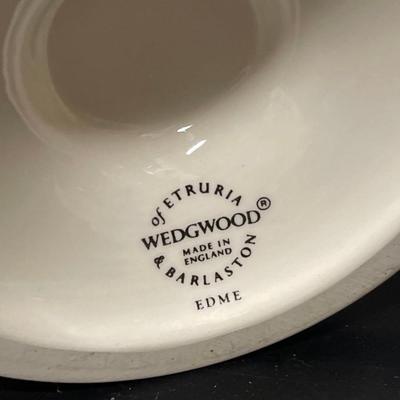 of ETRURIA
WEDGWOOD®
MADE IN
ENGLAND
& BARLASTON
EDME